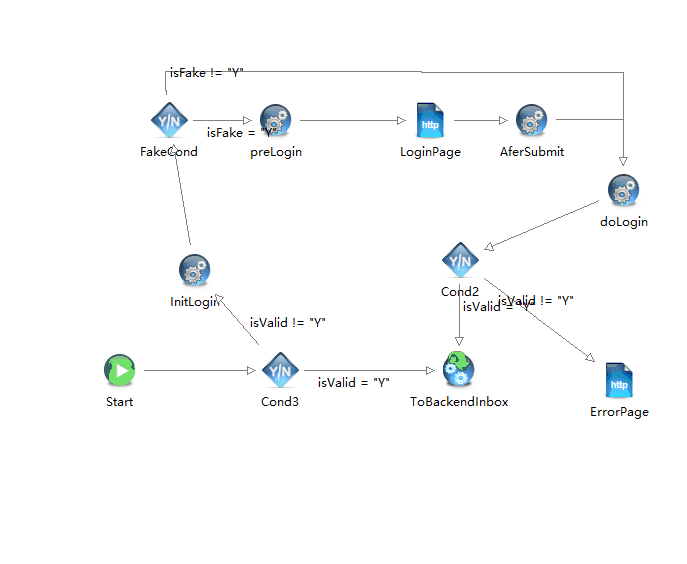 isFake != "Y"
Y/N
http
isFake = "Y"
FakeCond
preLogin
LoginPage
AferSubmit
doLogin
Y/N
InitLogin
Cond2
isValid = "Y"
isValid != "Y"
isValid != "Y"
Y/N
http
isValid = "Y"
Start
Cond3
ToBackendInbox
ErrorPage